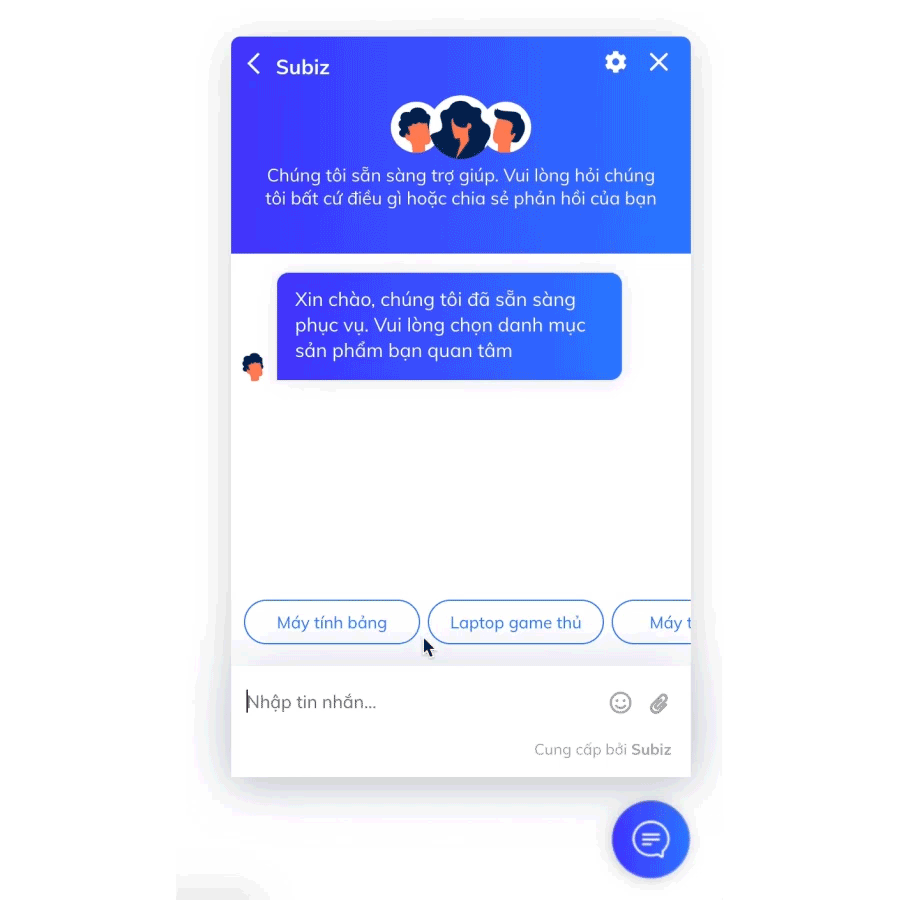 Subiz
Chúng tôi sẵn sàng trợ giúp. Vui lòng hỏi chúng
tôi bất cứ điều gì hoặc chia sẻ phản hồi của bạn
Xin chào, chúng tôi đã sẵn sàng
phục vụ. Vui lòng chọn danh mục
sản phẩm bạn quan tâm
Máy tính bảng
Laptop game thủ
Máy t
Nhập tin nhắn...
Cung cấp bởi Subiz